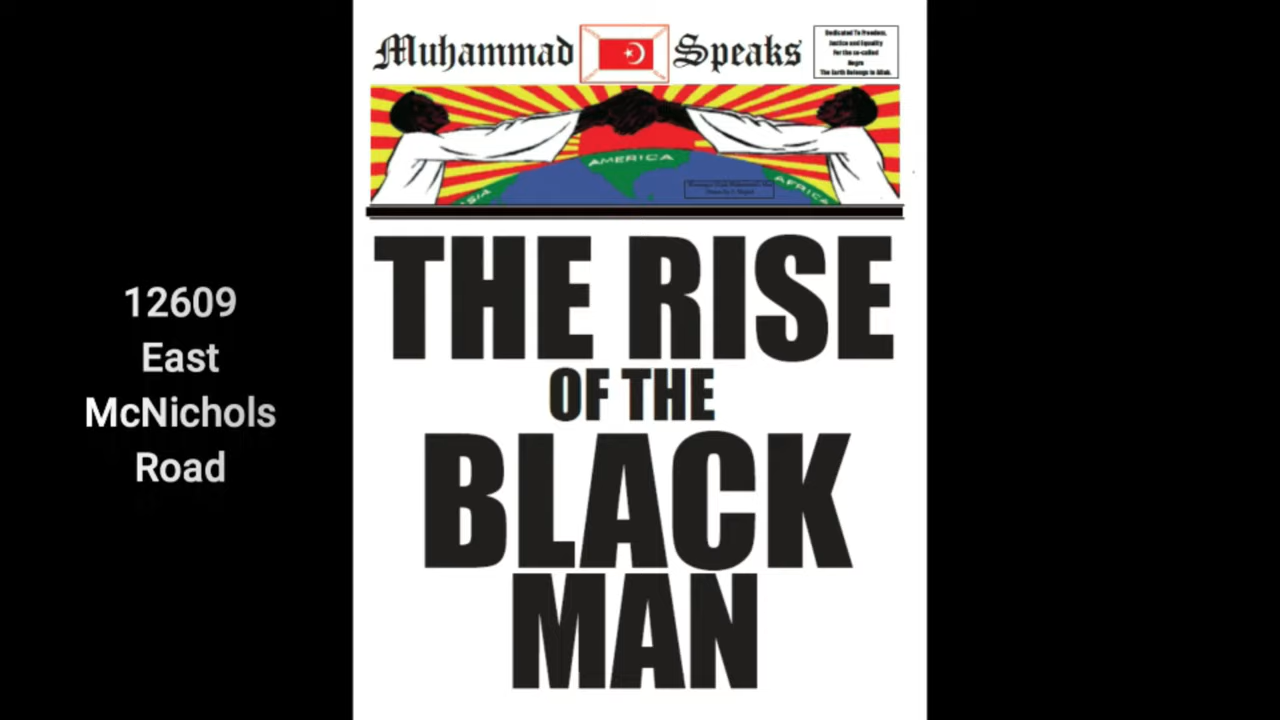 Muhammad Speaks
Dedicated To Freedom,
Justice and Equality
For the so-called
Negro
The Earth Belongs to Allah.
AMERICA
ASIA
AFRICA
THE RISE
OF THE
BLACK
MAN
12609
East
McNichols
Road